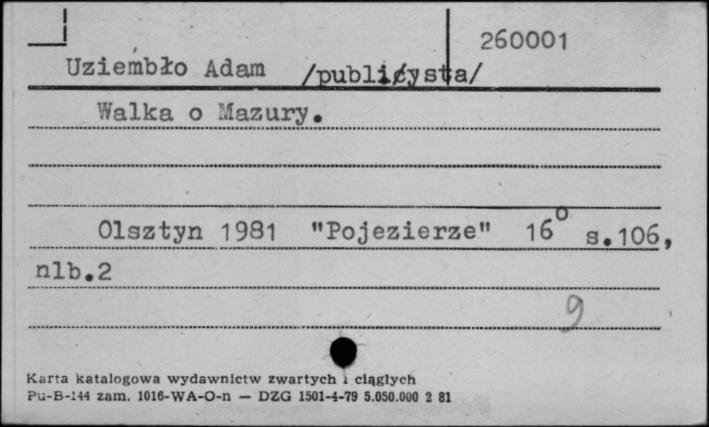 260001
Uziembło Adam /publicysta/
Walka o Mazury.
Olsztyn 1981 "Pojezierze" 16° s.106,
nlb.2
9
Karta katalogowa wydawnictw zwartych i ciągłych
Pu-B-144 zam. 1016-WA-O-n — DZG 1501-4-79 5.050.000 2 81